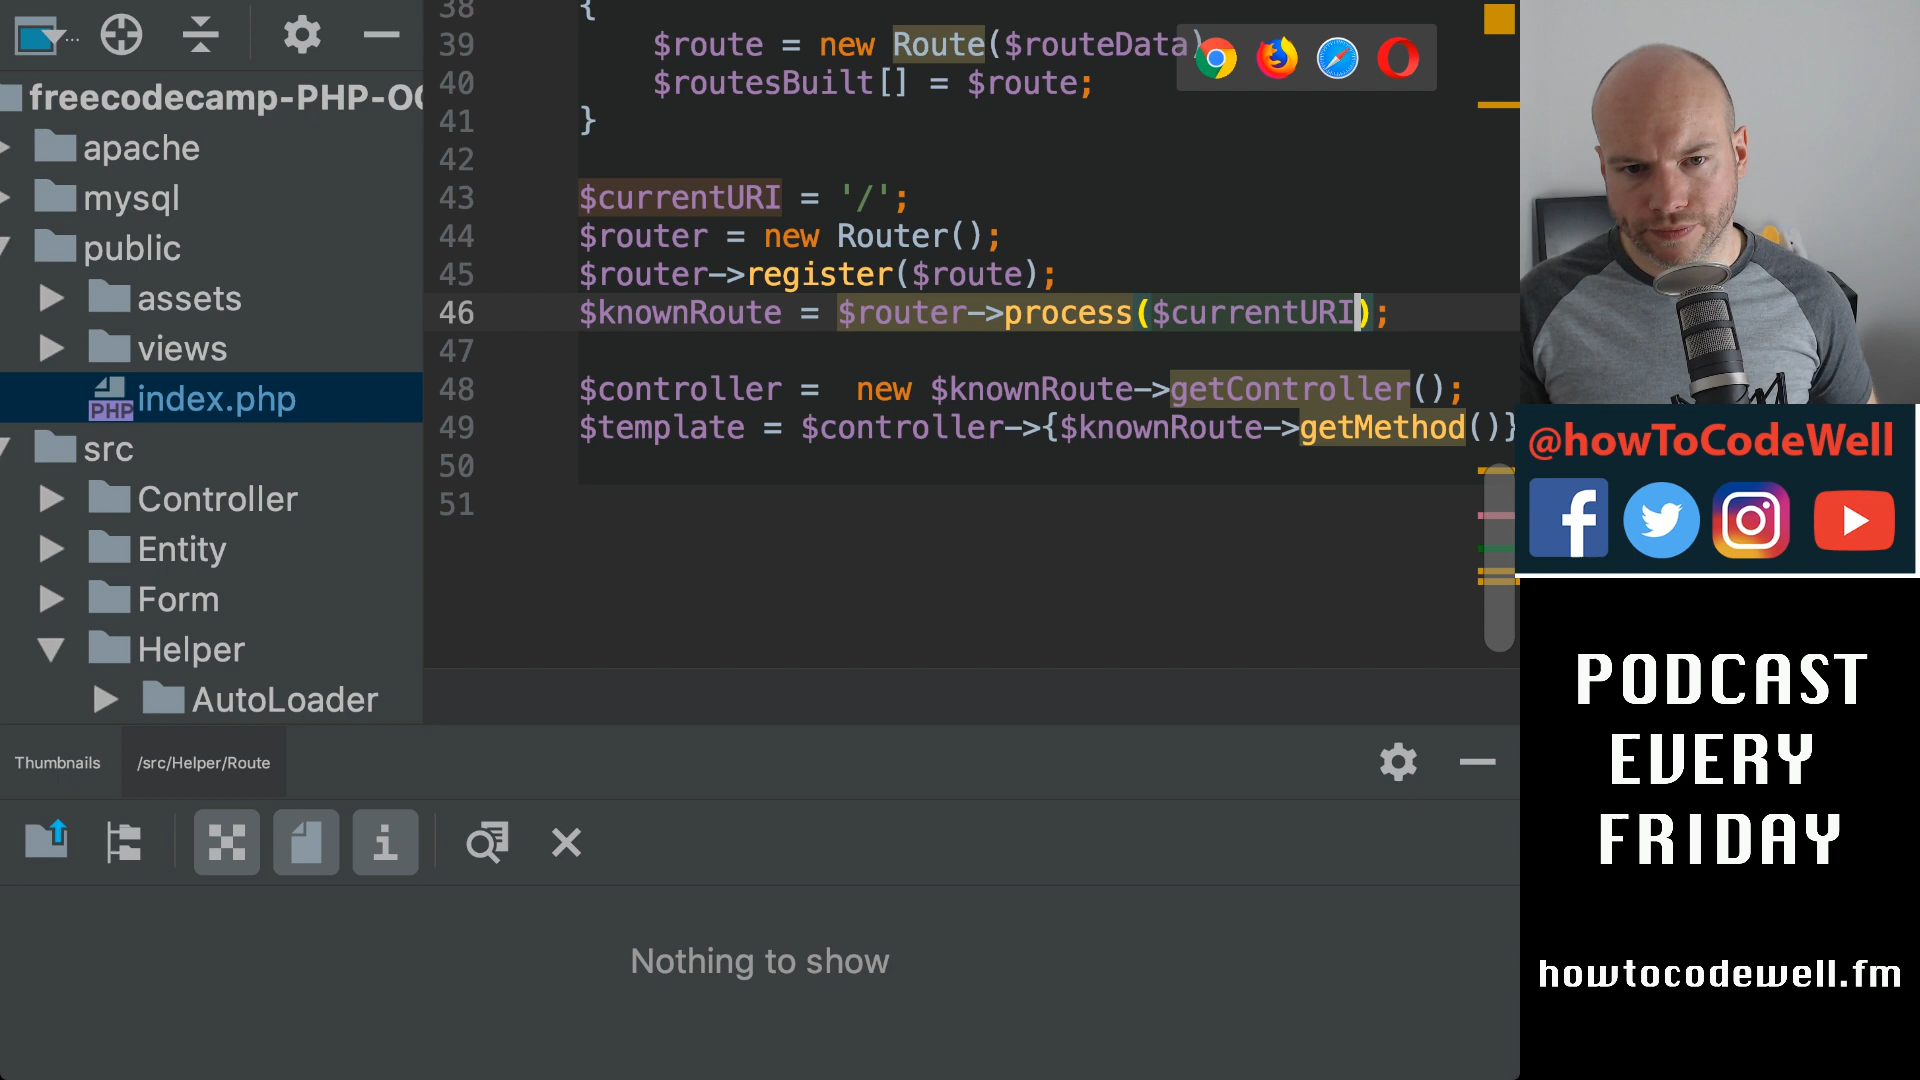 freecodecamp-PHP-OO
apache
mysql
public
assets
views
PHP index.php
src
Controller
Entity
Form
Helper
AutoLoader
38 {
39 $route = new Route($routeData)
40 $routesBuilt[] = $route;
41 }
42
43 $currentURI = '/';
44 $router = new Router();
45 $router->register($route);
46 $knownRoute = $router->process($currentURI);
47
48 $controller =  new $knownRoute->getController();
49 $template = $controller->{$knownRoute->getMethod()}
50
51
Thumbnails
/src/Helper/Route
Nothing to show
@howToCodeWell
PODCAST
EVERY
FRIDAY
howtocodewell.fm